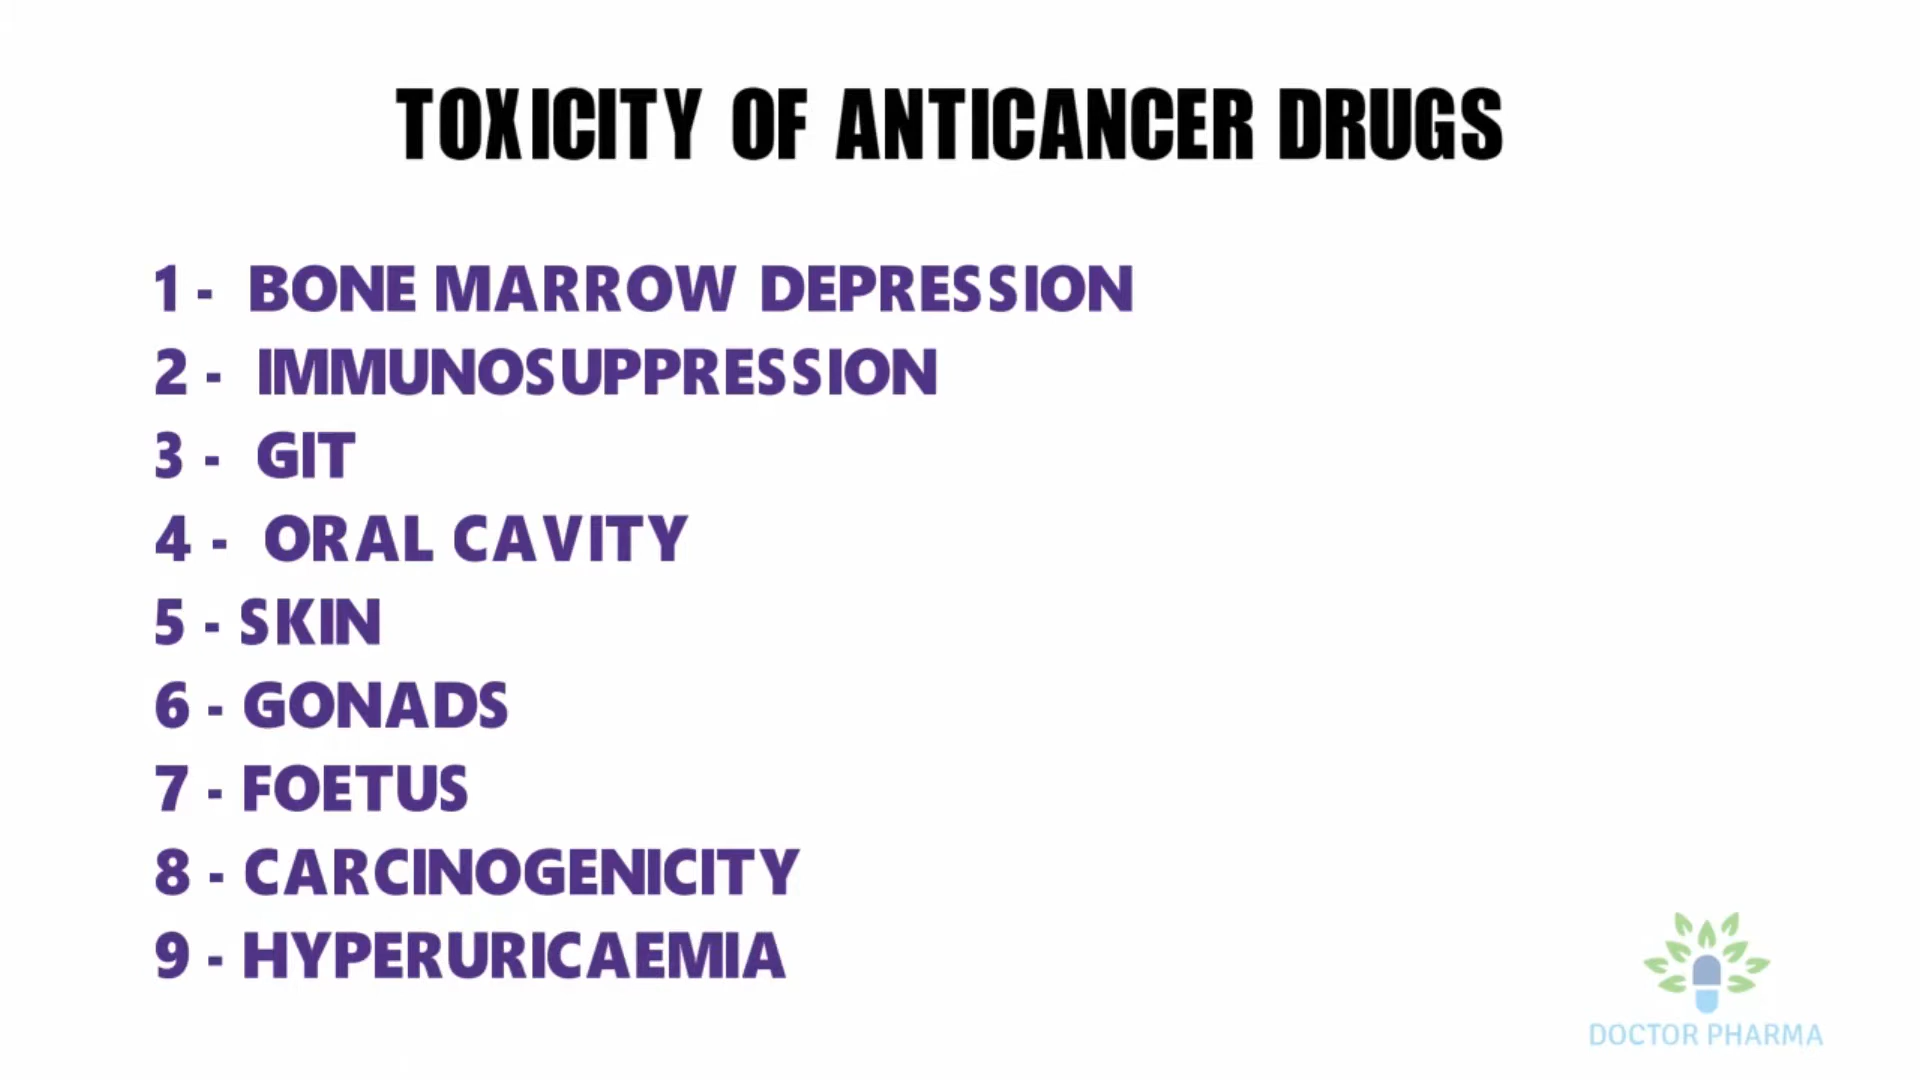 TOXICITY OF ANTICANCER DRUGS
1 - BONE MARROW DEPRESSION
2 - IMMUNOSUPPRESSION
3 - GIT
4 - ORAL CAVITY
5 - SKIN
6 - GONADS
7 - FOETUS
8 - CARCINOGENICITY
9 - HYPERURICAEMIA
DOCTOR PHARMA